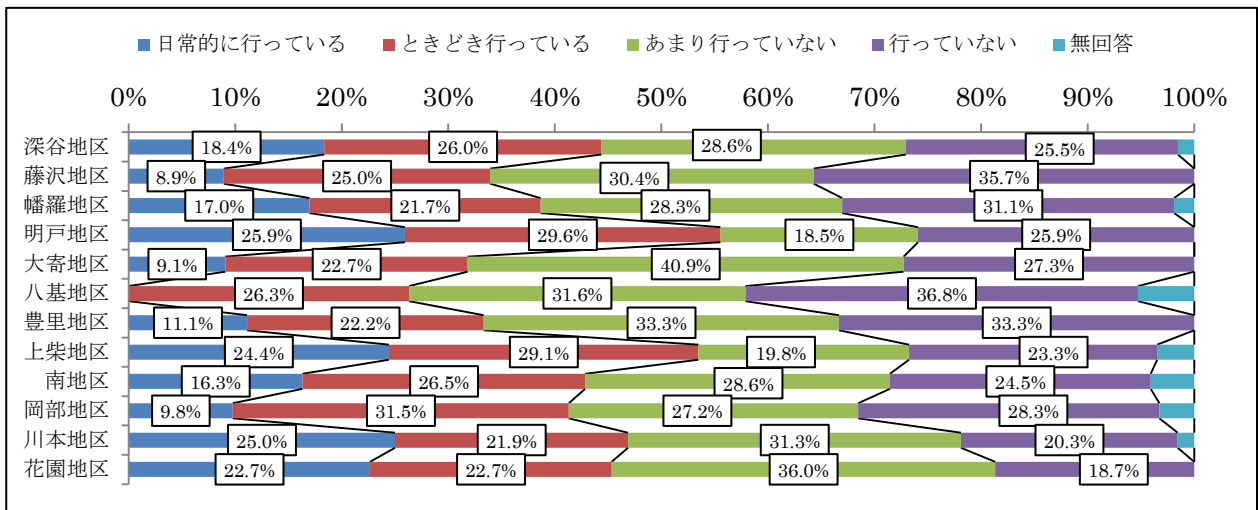 日常的に行っている ときどき行っている あまり行っていない 行っていない 無回答
0% 10% 20% 30% 40% 50% 60% 70% 80% 90% 100%
深谷地区 18.4% 26.0% 28.6% 25.5%
藤沢地区 8.9% 25.0% 30.4% 35.7%
幡羅地区 17.0% 21.7% 28.3% 31.1%
明戸地区 25.9% 29.6% 18.5% 25.9%
大寄地区 9.1% 22.7% 40.9% 27.3%
八基地区 26.3% 31.6% 36.8%
豊里地区 11.1% 22.2% 33.3% 33.3%
上柴地区 24.4% 29.1% 19.8% 23.3%
南地区 16.3% 26.5% 28.6% 24.5%
岡部地区 9.8% 31.5% 27.2% 28.3%
川本地区 25.0% 21.9% 31.3% 20.3%
花園地区 22.7% 22.7% 36.0% 18.7%